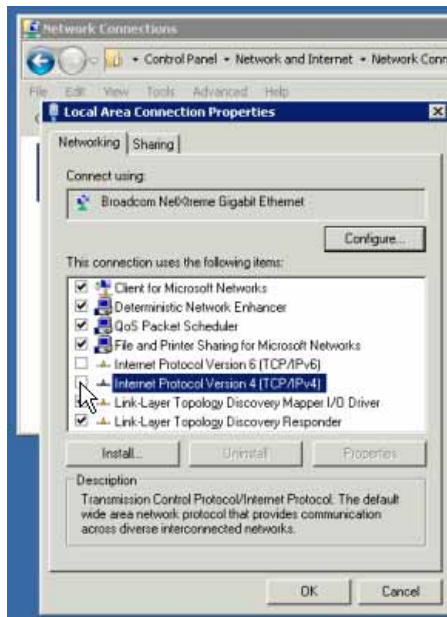 Network Connections
Control Panel Network and Internet Network Conn
File Edit View Tools Advanced Help
Local Area Connection Properties
Networking Sharing
Connect using:
Broadcom NetXtreme Gigabit Ethernet
Configure...
This connection uses the following items:
Client for Microsoft Networks
Deterministic Network Enhancer
QoS Packet Scheduler
File and Printer Sharing for Microsoft Networks
Internet Protocol Version 6 (TCP/IPv6)
Internet Protocol Version 4 (TCP/IPv4)
Link-Layer Topology Discovery Mapper I/O Driver
Link-Layer Topology Discovery Responder
Install... Uninstall Properties
Description
Transmission Control Protocol/Internet Protocol. The default
wide area network protocol that provides communication
across diverse interconnected networks.
OK Cancel